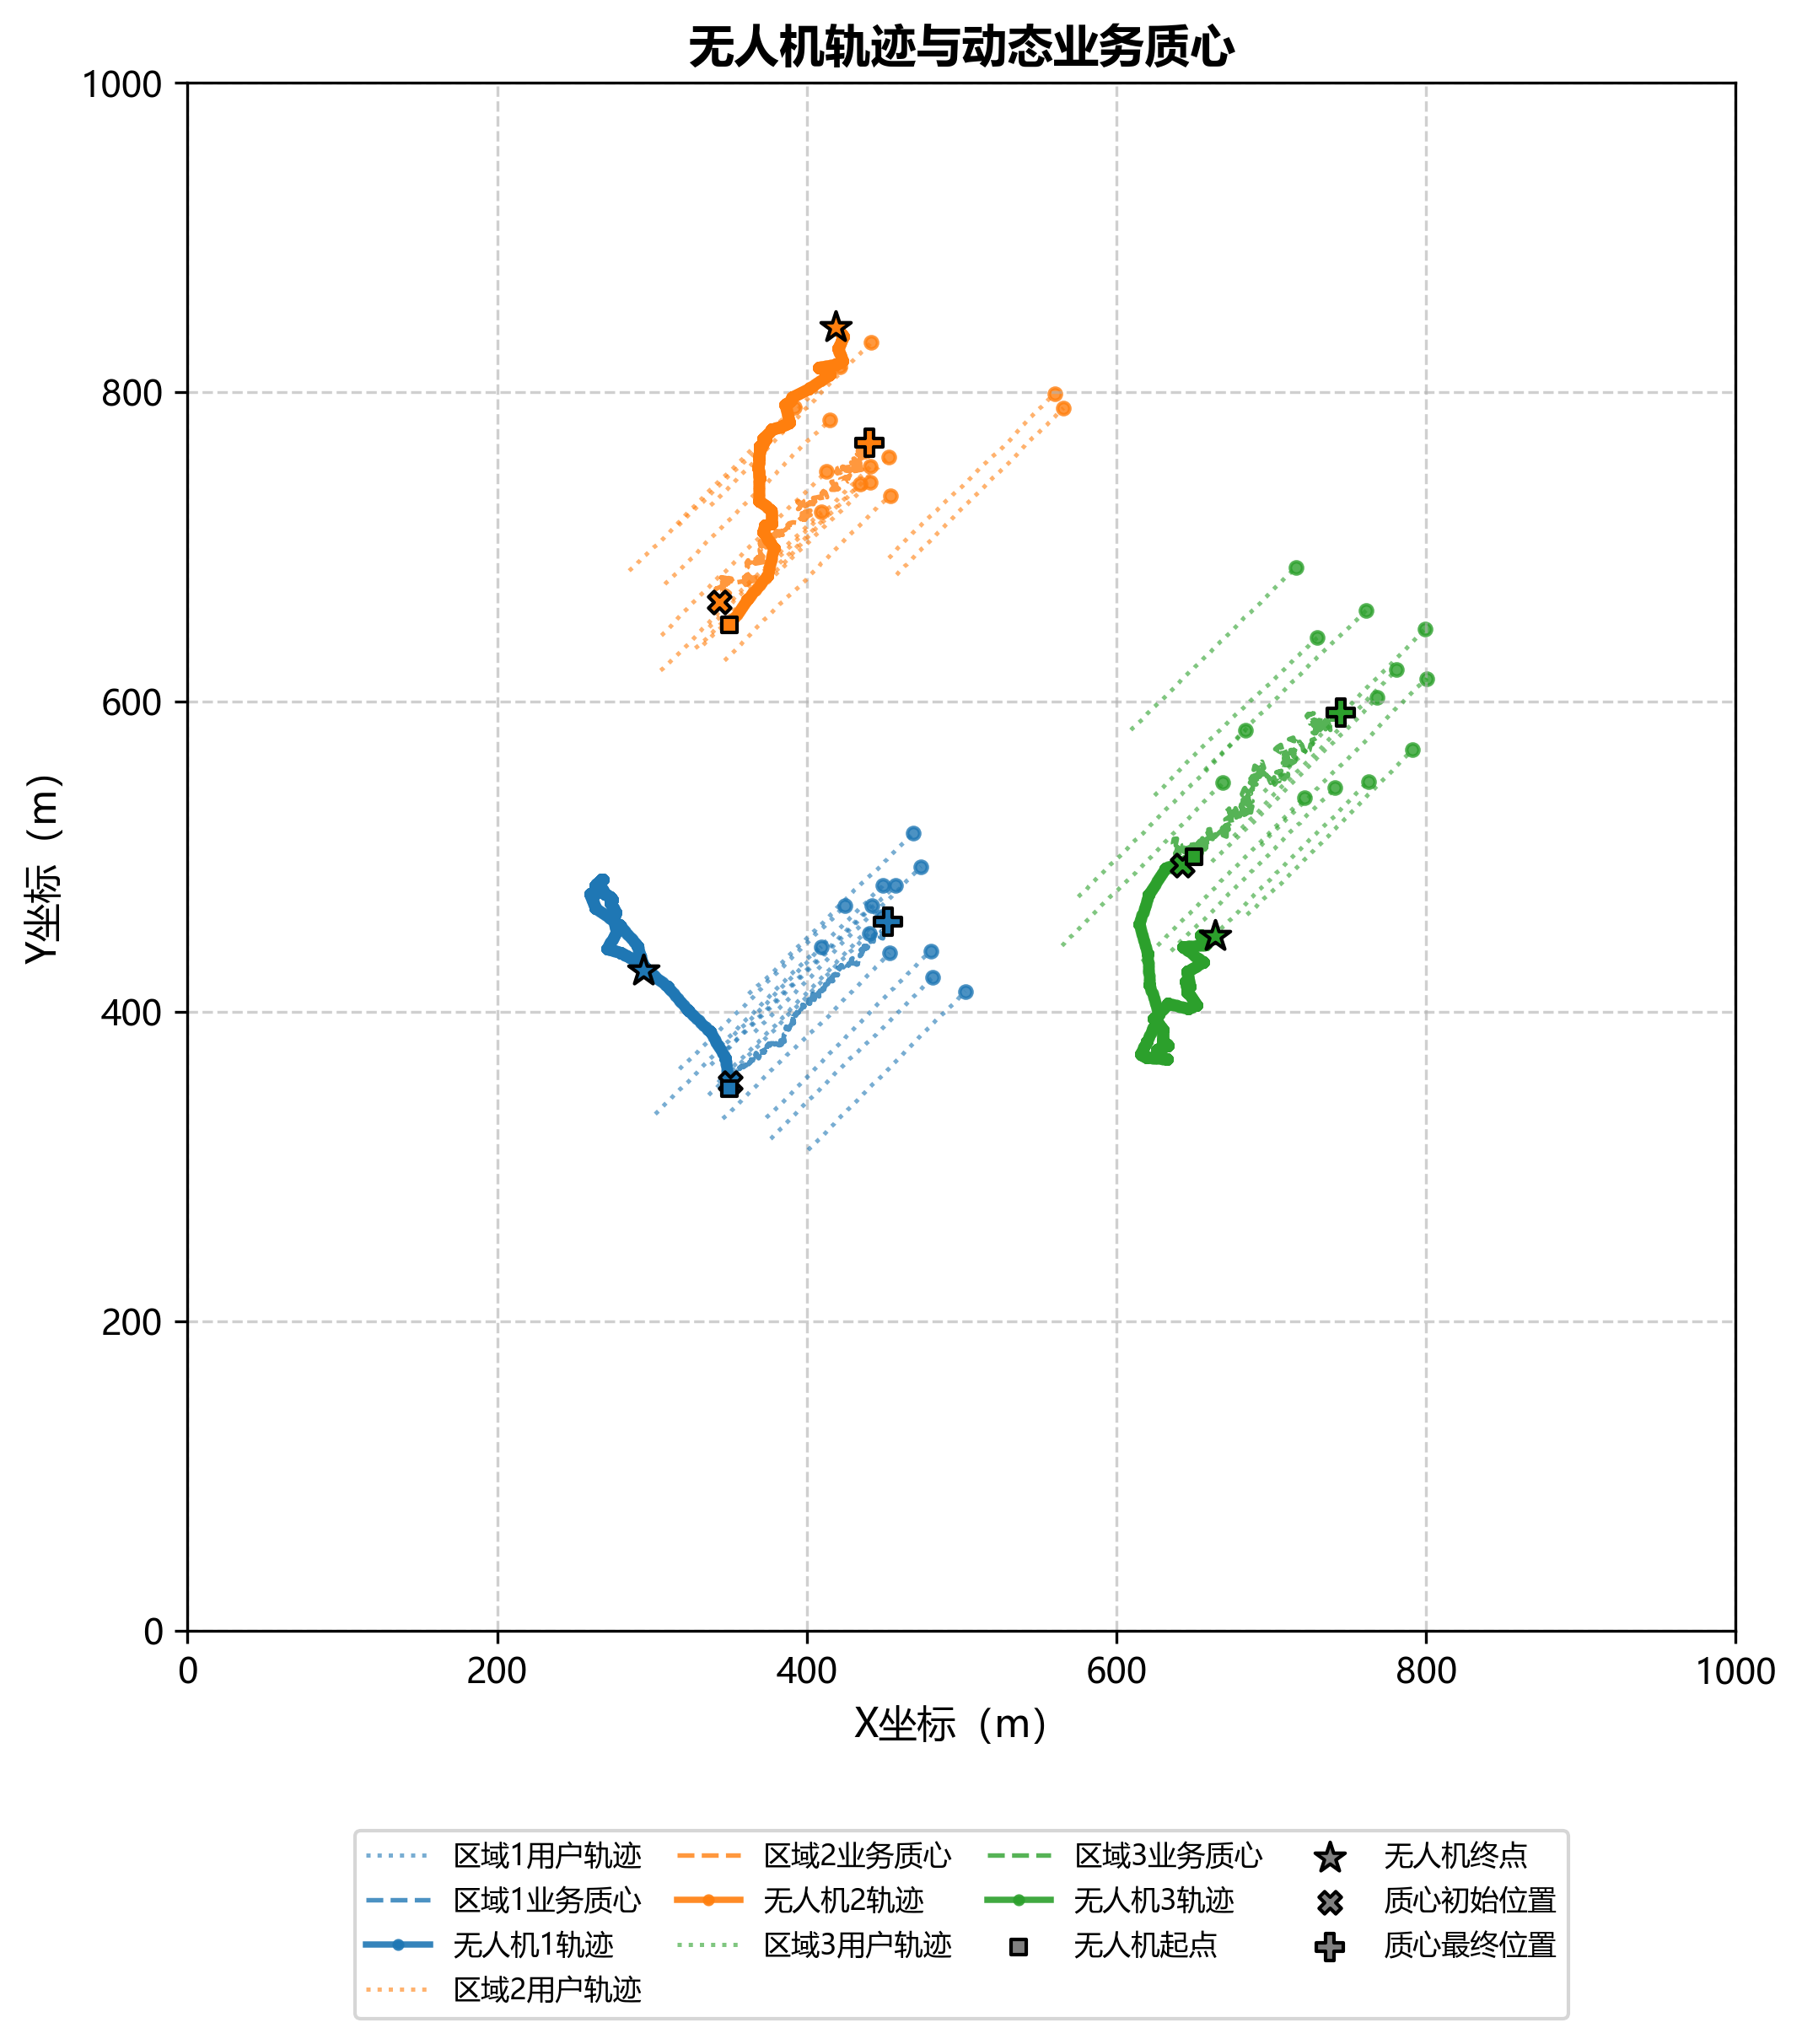 无人机轨迹与动态业务质心
1000
800
600
400
200
0
Y坐标（m）
0 200 400 600 800 1000
X坐标（m）
区域1用户轨迹 区域2业务质心 区域3业务质心 无人机终点
区域1业务质心 无人机2轨迹 无人机3轨迹 质心初始位置
无人机1轨迹 区域3用户轨迹 无人机起点 质心最终位置
区域2用户轨迹